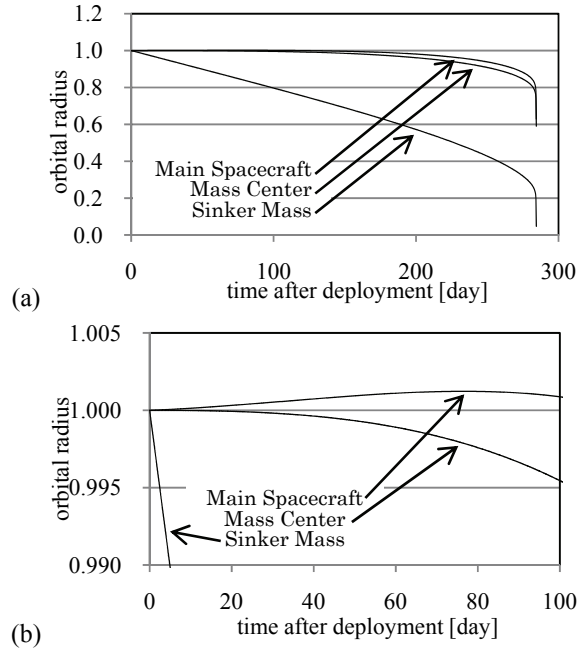 1.2
1.0
0.8
0.6
0.4
0.2
0.0
orbital radius
Main Spacecraft
Mass Center
Sinker Mass
0
100
200
300
time after deployment [day]
(a)
1.005
1.000
0.995
0.990
orbital radius
Main Spacecraft
Mass Center
Sinker Mass
0
20
40
60
80
100
time after deployment [day]
(b)